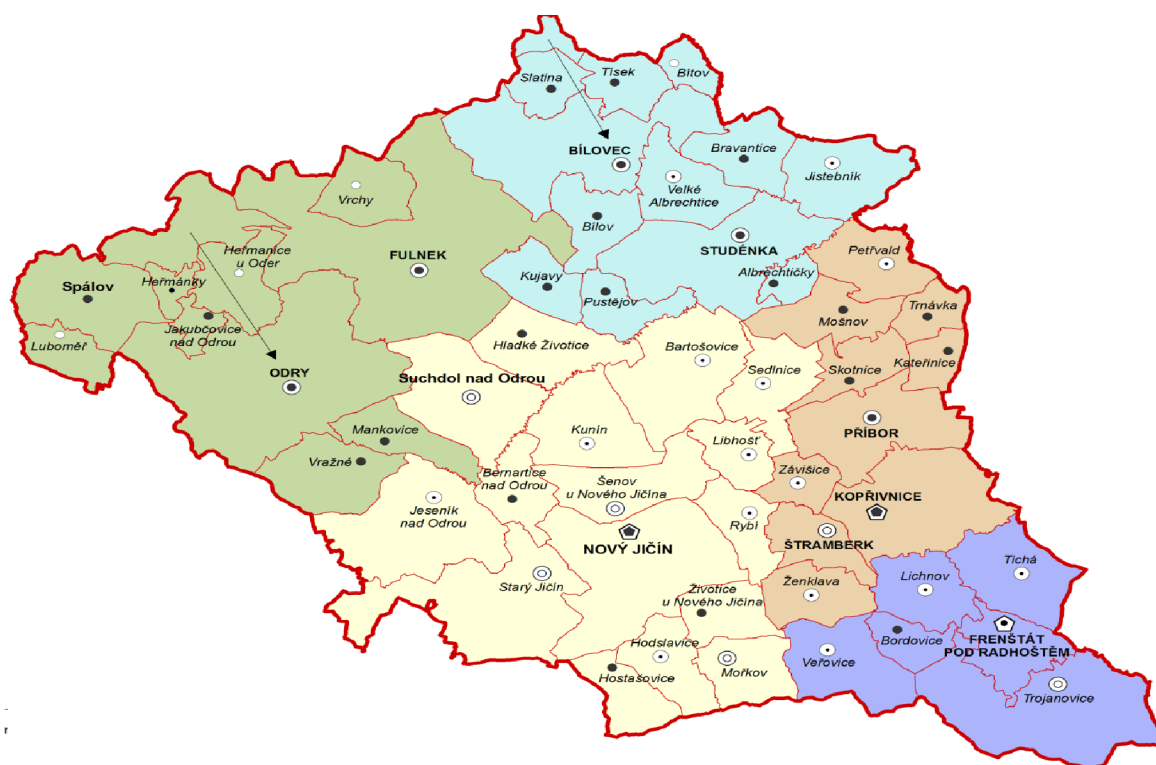 Slatina
Tísek
Bítov
BÍLOVEC
Bravantice
Jistebník
Velké
Albrechtice
Vrchy
Bílov
STUDÉNKA
Petřvald
Heřmanice
u Oder
FULNEK
Albrechtičky
Spálov
Heřmánky
Kujavy
Pustějov
Trnávka
Mošnov
Jakubčovice
nad Odrou
Luboměř
Hladké Životice
Bartošovice
Kateřinice
Sedlnice
Skotnice
ODRY
Suchdol nad Odrou
PŘÍBOR
Mankovice
Kunín
Libhošť
Vražné
Bernartice
nad Odrou
Šenov
u Nového Jičína
Závišice
KOPŘIVNICE
Jeseník
nad Odrou
Rybí
NOVÝ JIČÍN
ŠTRAMBERK
Starý Jičín
Ženklava
Lichnov
Tichá
Životice
u Nového Jičína
Hodslavice
Bordovice
FRENŠTÁT
POD RADHOŠTĚM
Hostašovice
Mořkov
Veřovice
Trojanovice